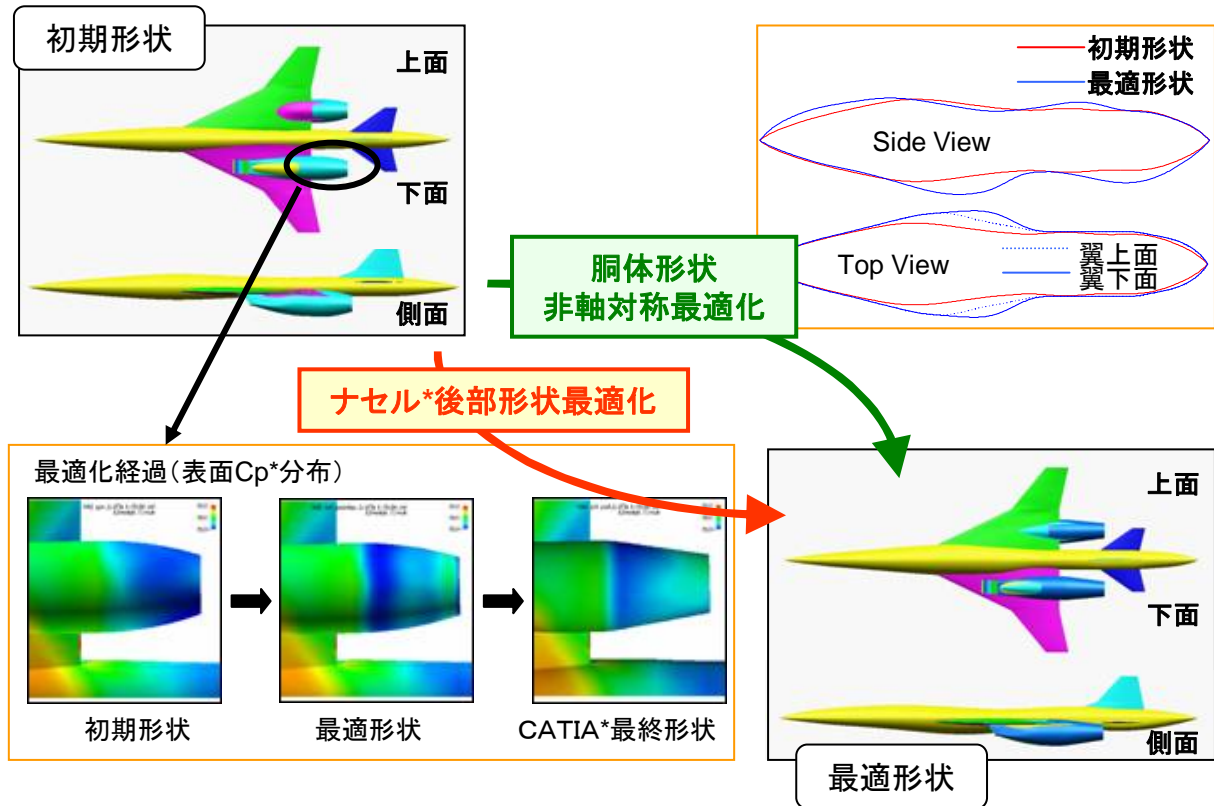 初期形状
上面
下面
側面
初期形状
最適形状
Side View
Top View
翼上面
翼下面
胴体形状
非軸対称最適化
ナセル*後部形状最適化
最適化経過(表面Cp*分布)
初期形状
最適形状
CATIA*最終形状
上面
下面
側面
最適形状